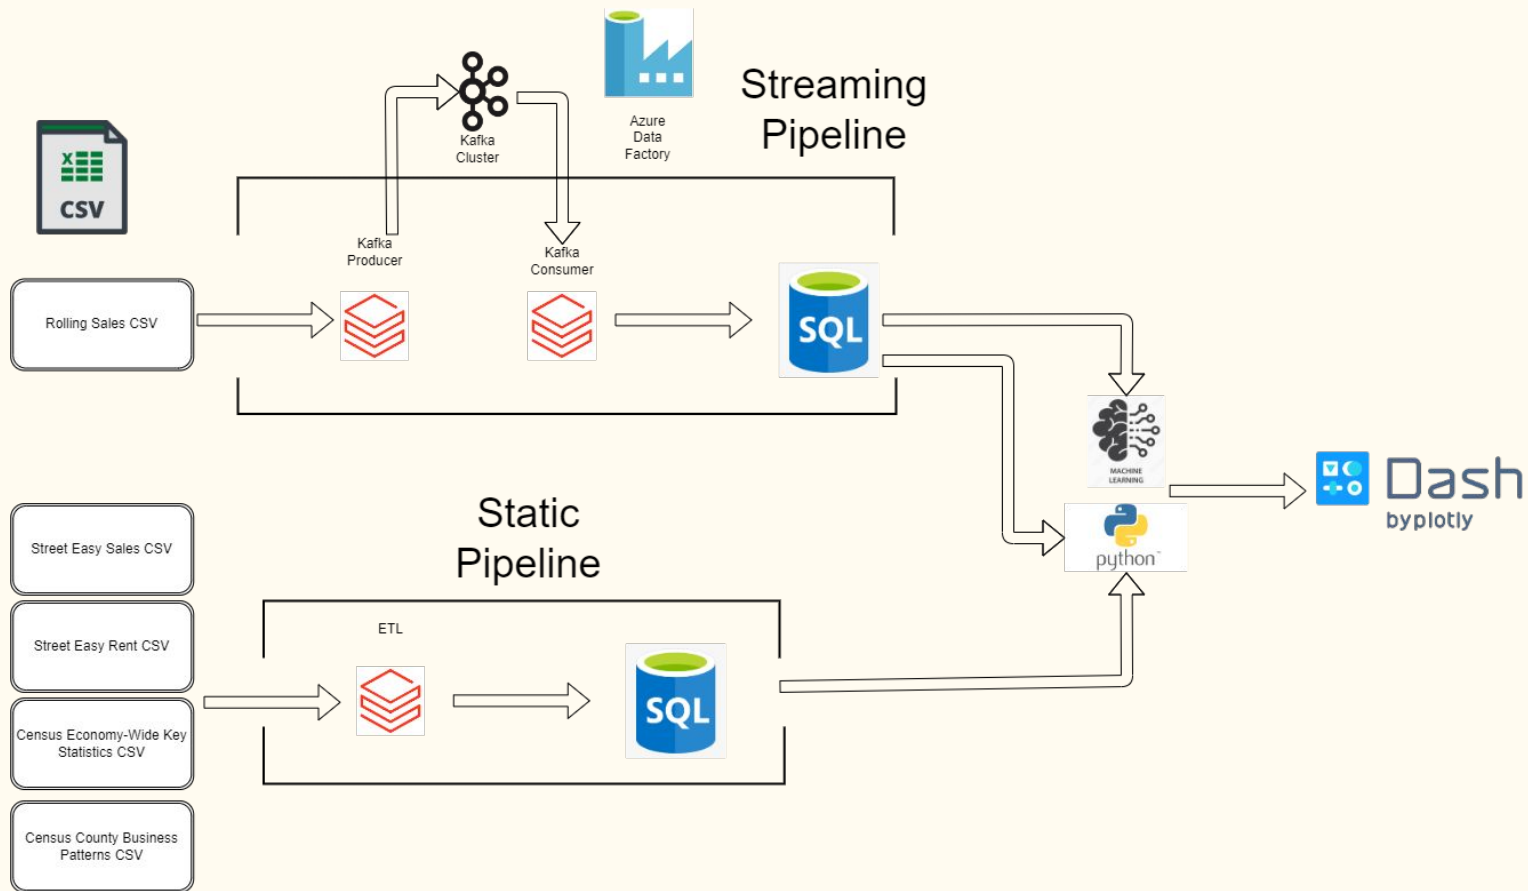 Streaming
Pipeline
Kafka
Cluster
Azure
Data
Factory
CSV
Kafka
Producer
Kafka
Consumer
Rolling Sales CSV
SQL
MACHINE
LEARNING
python
Dash
byplotly
Static
Pipeline
Street Easy Sales CSV
Street Easy Rent CSV
Census Economy-Wide Key
Statistics CSV
Census County Business
Patterns CSV
ETL
SQL